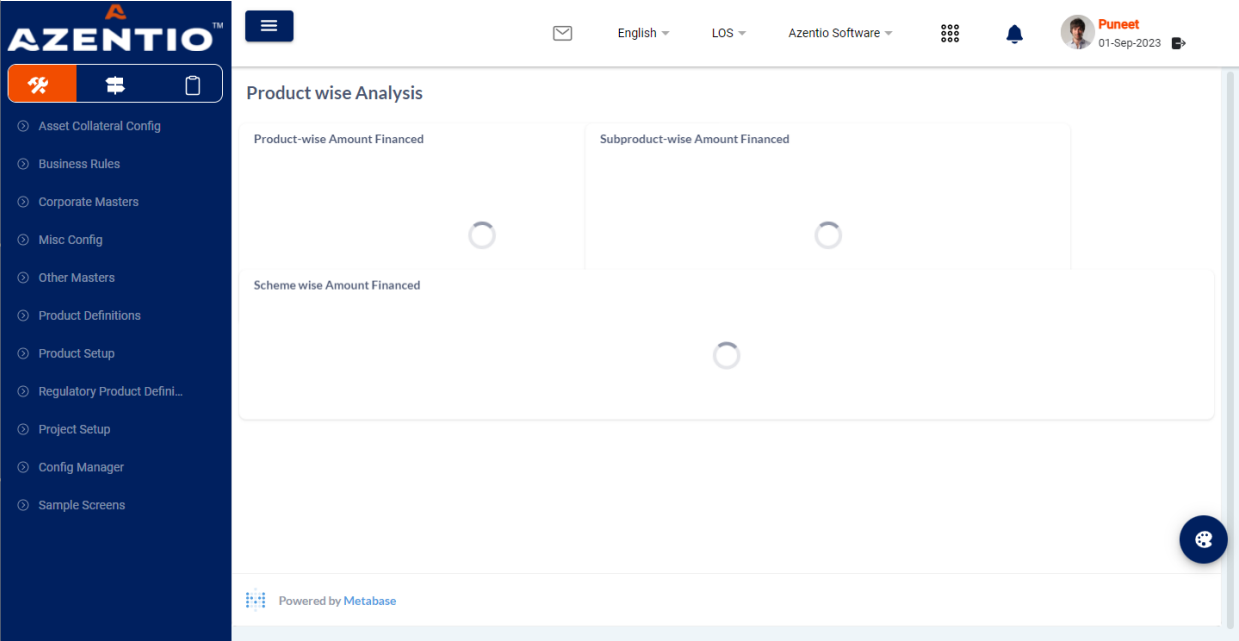 AZENTIO™
English
LOS
Azentio Software
Puneet
01-Sep-2023
Asset Collateral Config
Business Rules
Corporate Masters
Misc Config
Other Masters
Product Definitions
Product Setup
Regulatory Product Defini...
Project Setup
Config Manager
Sample Screens
Product wise Analysis
Product-wise Amount Financed
Subproduct-wise Amount Financed
Scheme wise Amount Financed
Powered by Metabase